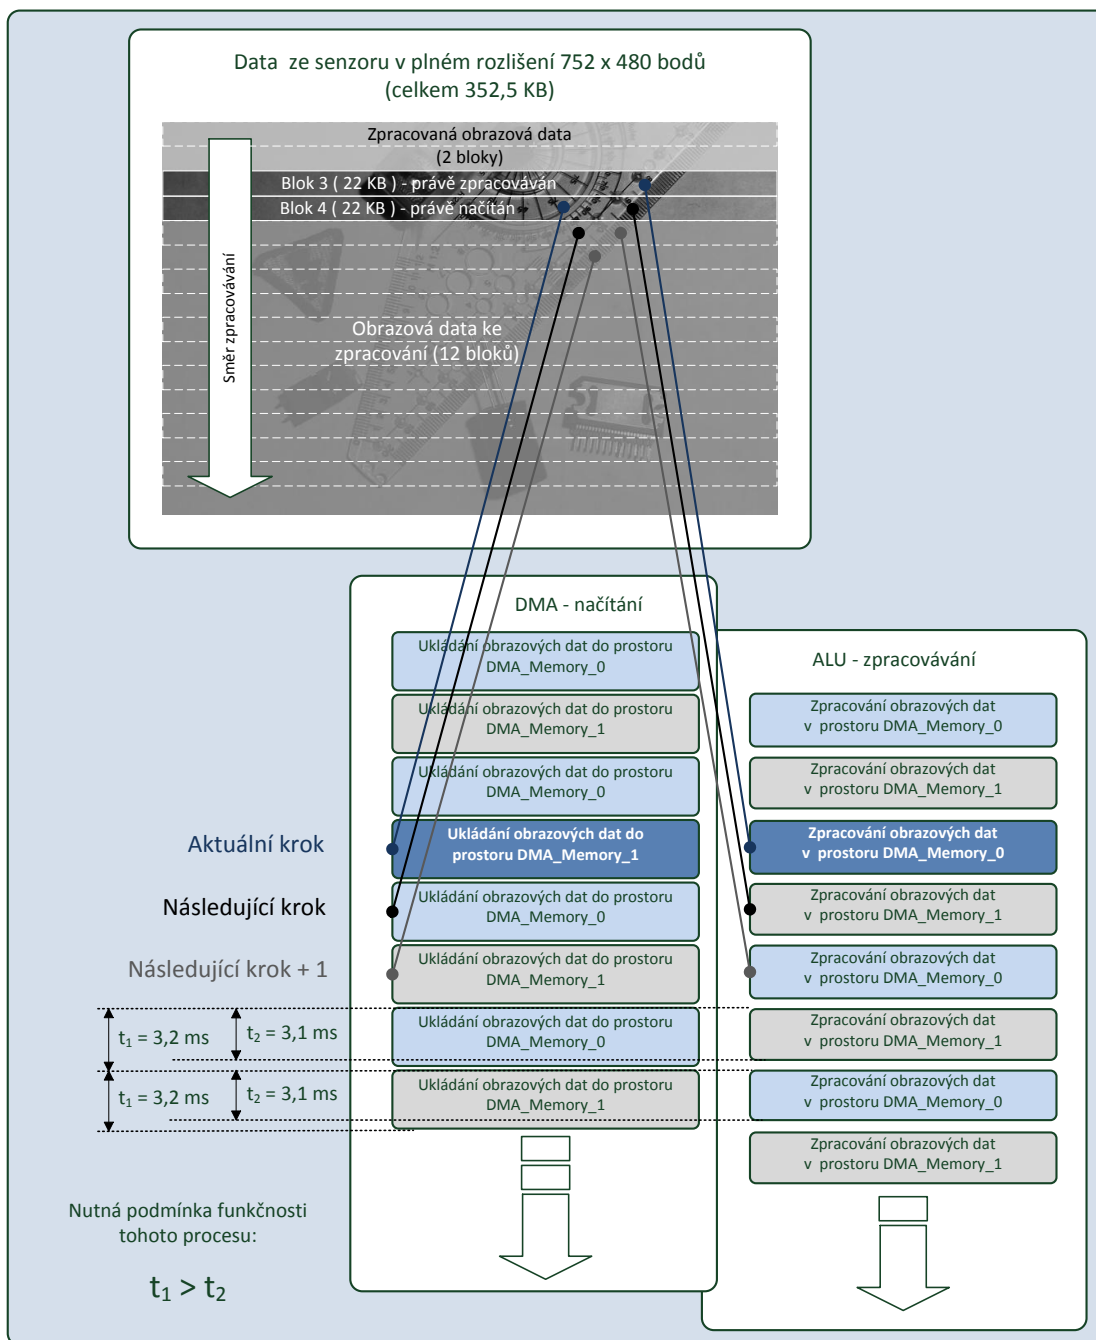 Data ze senzoru v plném rozlišení 752 x 480 bodů
(celkem 352,5 KB)
Zpracovaná obrazová data
(2 bloky)
Blok 3 ( 22 KB ) - právě zpracováván
Blok 4 ( 22 KB ) - právě načítán
Směr zpracovávání
Obrazová data ke
zpracování (12 bloků)
DMA - načítání
Ukládání obrazových dat do prostoru
DMA_Memory_0
Ukládání obrazových dat do prostoru
DMA_Memory_1
Ukládání obrazových dat do prostoru
DMA_Memory_0
Ukládání obrazových dat do
prostoru DMA_Memory_1
Ukládání obrazových dat do prostoru
DMA_Memory_0
Ukládání obrazových dat do prostoru
DMA_Memory_1
Ukládání obrazových dat do prostoru
DMA_Memory_0
Ukládání obrazových dat do prostoru
DMA_Memory_1
ALU - zpracovávání
Zpracování obrazových dat
v prostoru DMA_Memory_0
Zpracování obrazových dat
v prostoru DMA_Memory_1
Zpracování obrazových dat
v prostoru DMA_Memory_0
Zpracování obrazových dat
v prostoru DMA_Memory_1
Zpracování obrazových dat
v prostoru DMA_Memory_0
Zpracování obrazových dat
v prostoru DMA_Memory_1
Zpracování obrazových dat
v prostoru DMA_Memory_0
Zpracování obrazových dat
v prostoru DMA_Memory_1
Aktuální krok
Následující krok
Následující krok + 1
t₁ = 3,2 ms
t₂ = 3,1 ms
t₁ = 3,2 ms
t₂ = 3,1 ms
Nutná podmínka funkčnosti
tohoto procesu:
t₁ > t₂